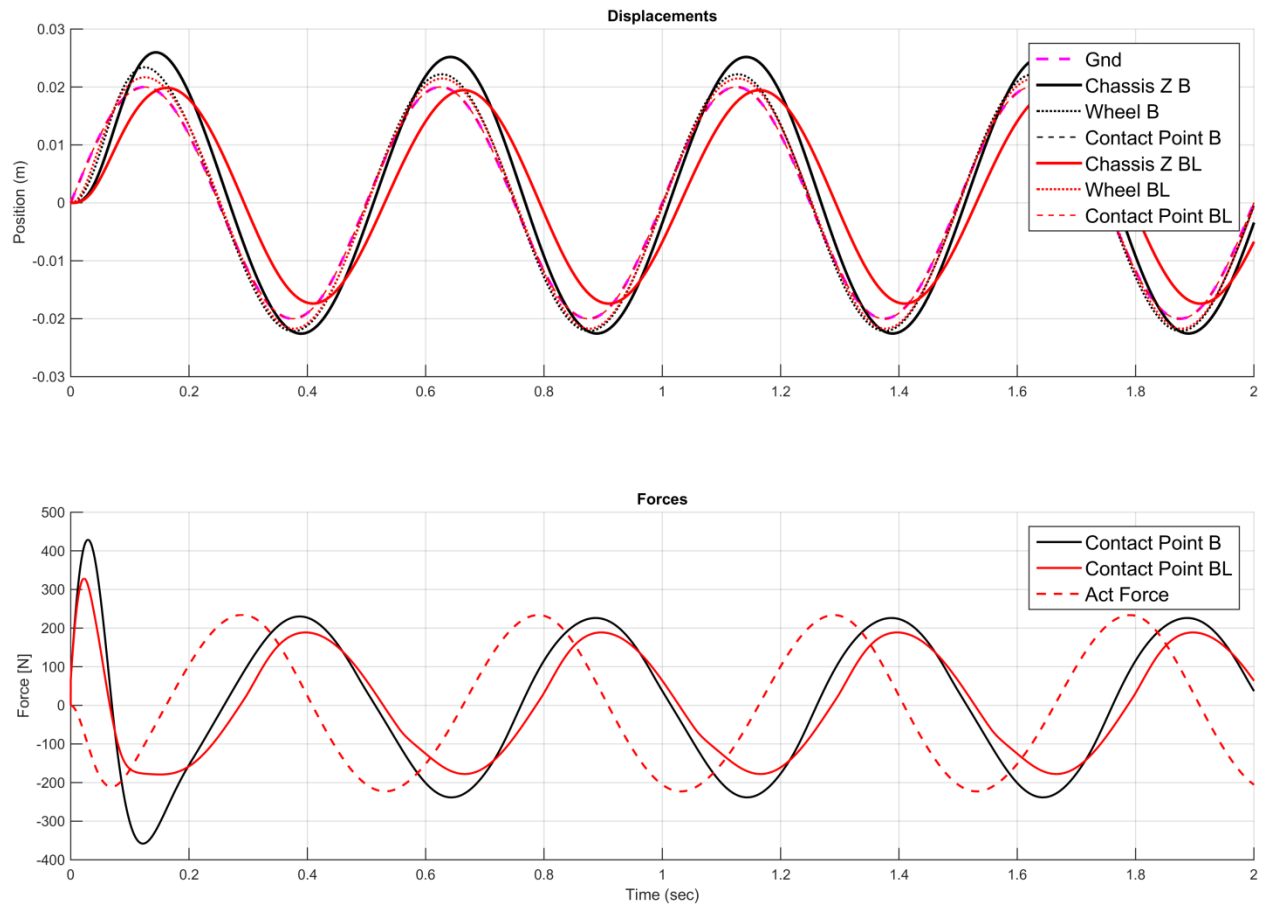 Displacements
0.03
0.02
0.01
0
-0.01
-0.02
-0.03
Position (m)
0 0.2 0.4 0.6 0.8 1 1.2 1.4 1.6 1.8 2
Gnd
Chassis Z B
Wheel B
Contact Point B
Chassis Z BL
Wheel BL
Contact Point BL
Forces
500
400
300
200
100
0
-100
-200
-300
-400
Force [N]
0 0.2 0.4 0.6 0.8 1 1.2 1.4 1.6 1.8 2
Time (sec)
Contact Point B
Contact Point BL
Act Force